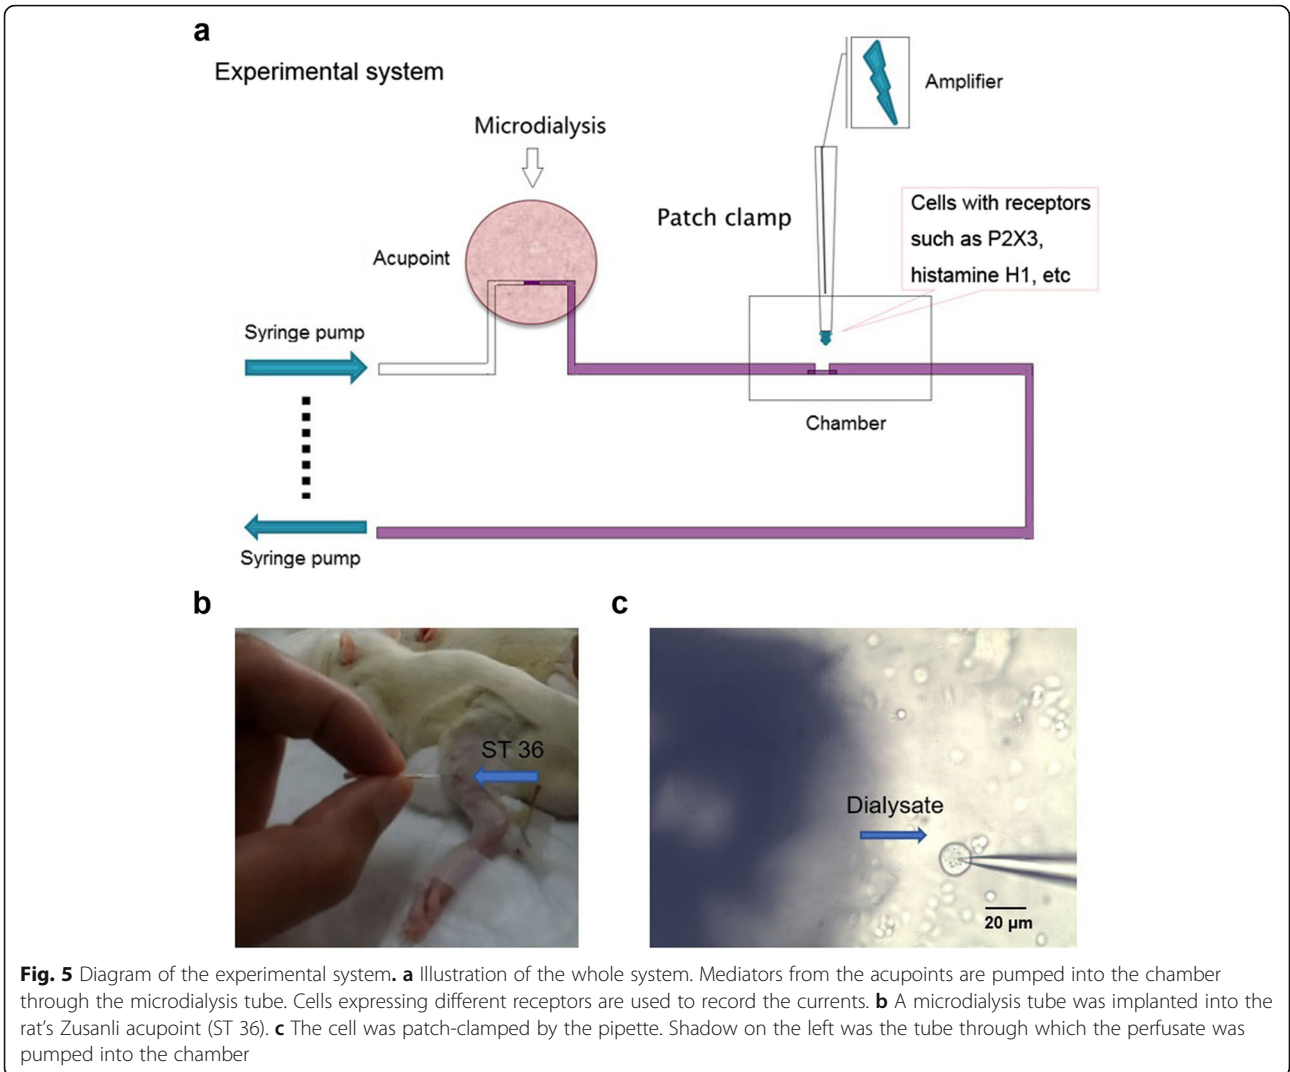 a
Experimental system
Amplifier
Microdialysis
Cells with receptors
such as P2X3,
histamine H1, etc
Patch clamp
Acupoint
Syringe pump
Chamber
Syringe pump
b
c
ST 36
Dialysate
20 µm
Fig. 5 Diagram of the experimental system. a Illustration of the whole system. Mediators from the acupoints are pumped into the chamber
through the microdialysis tube. Cells expressing different receptors are used to record the currents. b A microdialysis tube was implanted into the
rat's Zusanli acupoint (ST 36). c The cell was patch-clamped by the pipette. Shadow on the left was the tube through which the perfusate was
pumped into the chamber